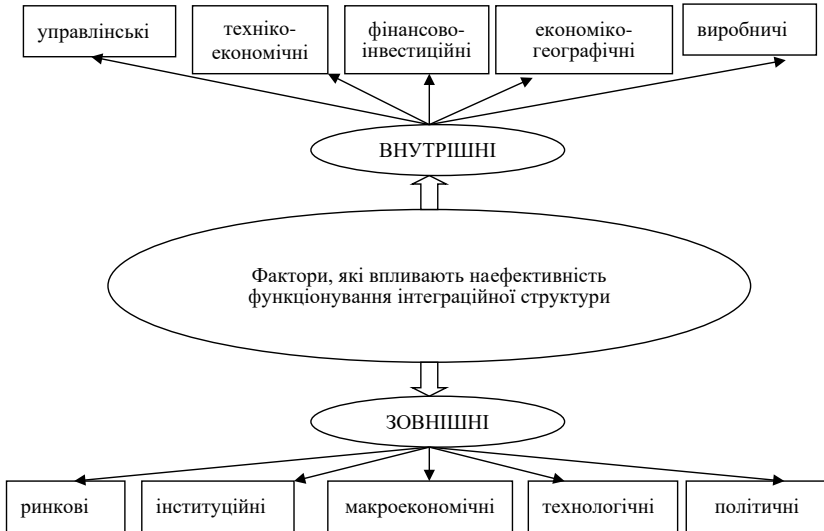 управлінські
техніко-
економічні
фінансово-
інвестиційні
економіко-
географічні
виробничі
ВНУТРІШНІ
Фактори, які впливають наефективність
функціонування інтеграційної структури
ЗОВНІШНІ
ринкові
інституційні
макроекономічні
технологічні
політичні